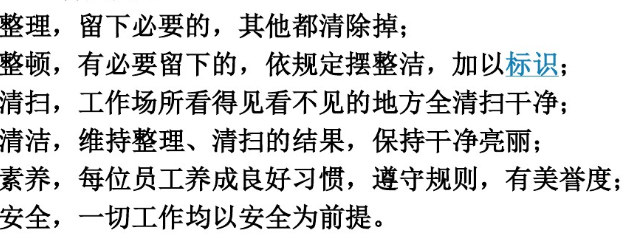 整理，留下必要的，其他都清除掉；
整顿，有必要留下的，依规定摆整洁，加以标识；
清扫，工作场所看得见看不见的地方全清扫干净；
清洁，维持整理、清扫的结果，保持干净亮丽；
素养，每位员工养成良好习惯，遵守规则，有美誉度；
安全，一切工作均以安全为前提。